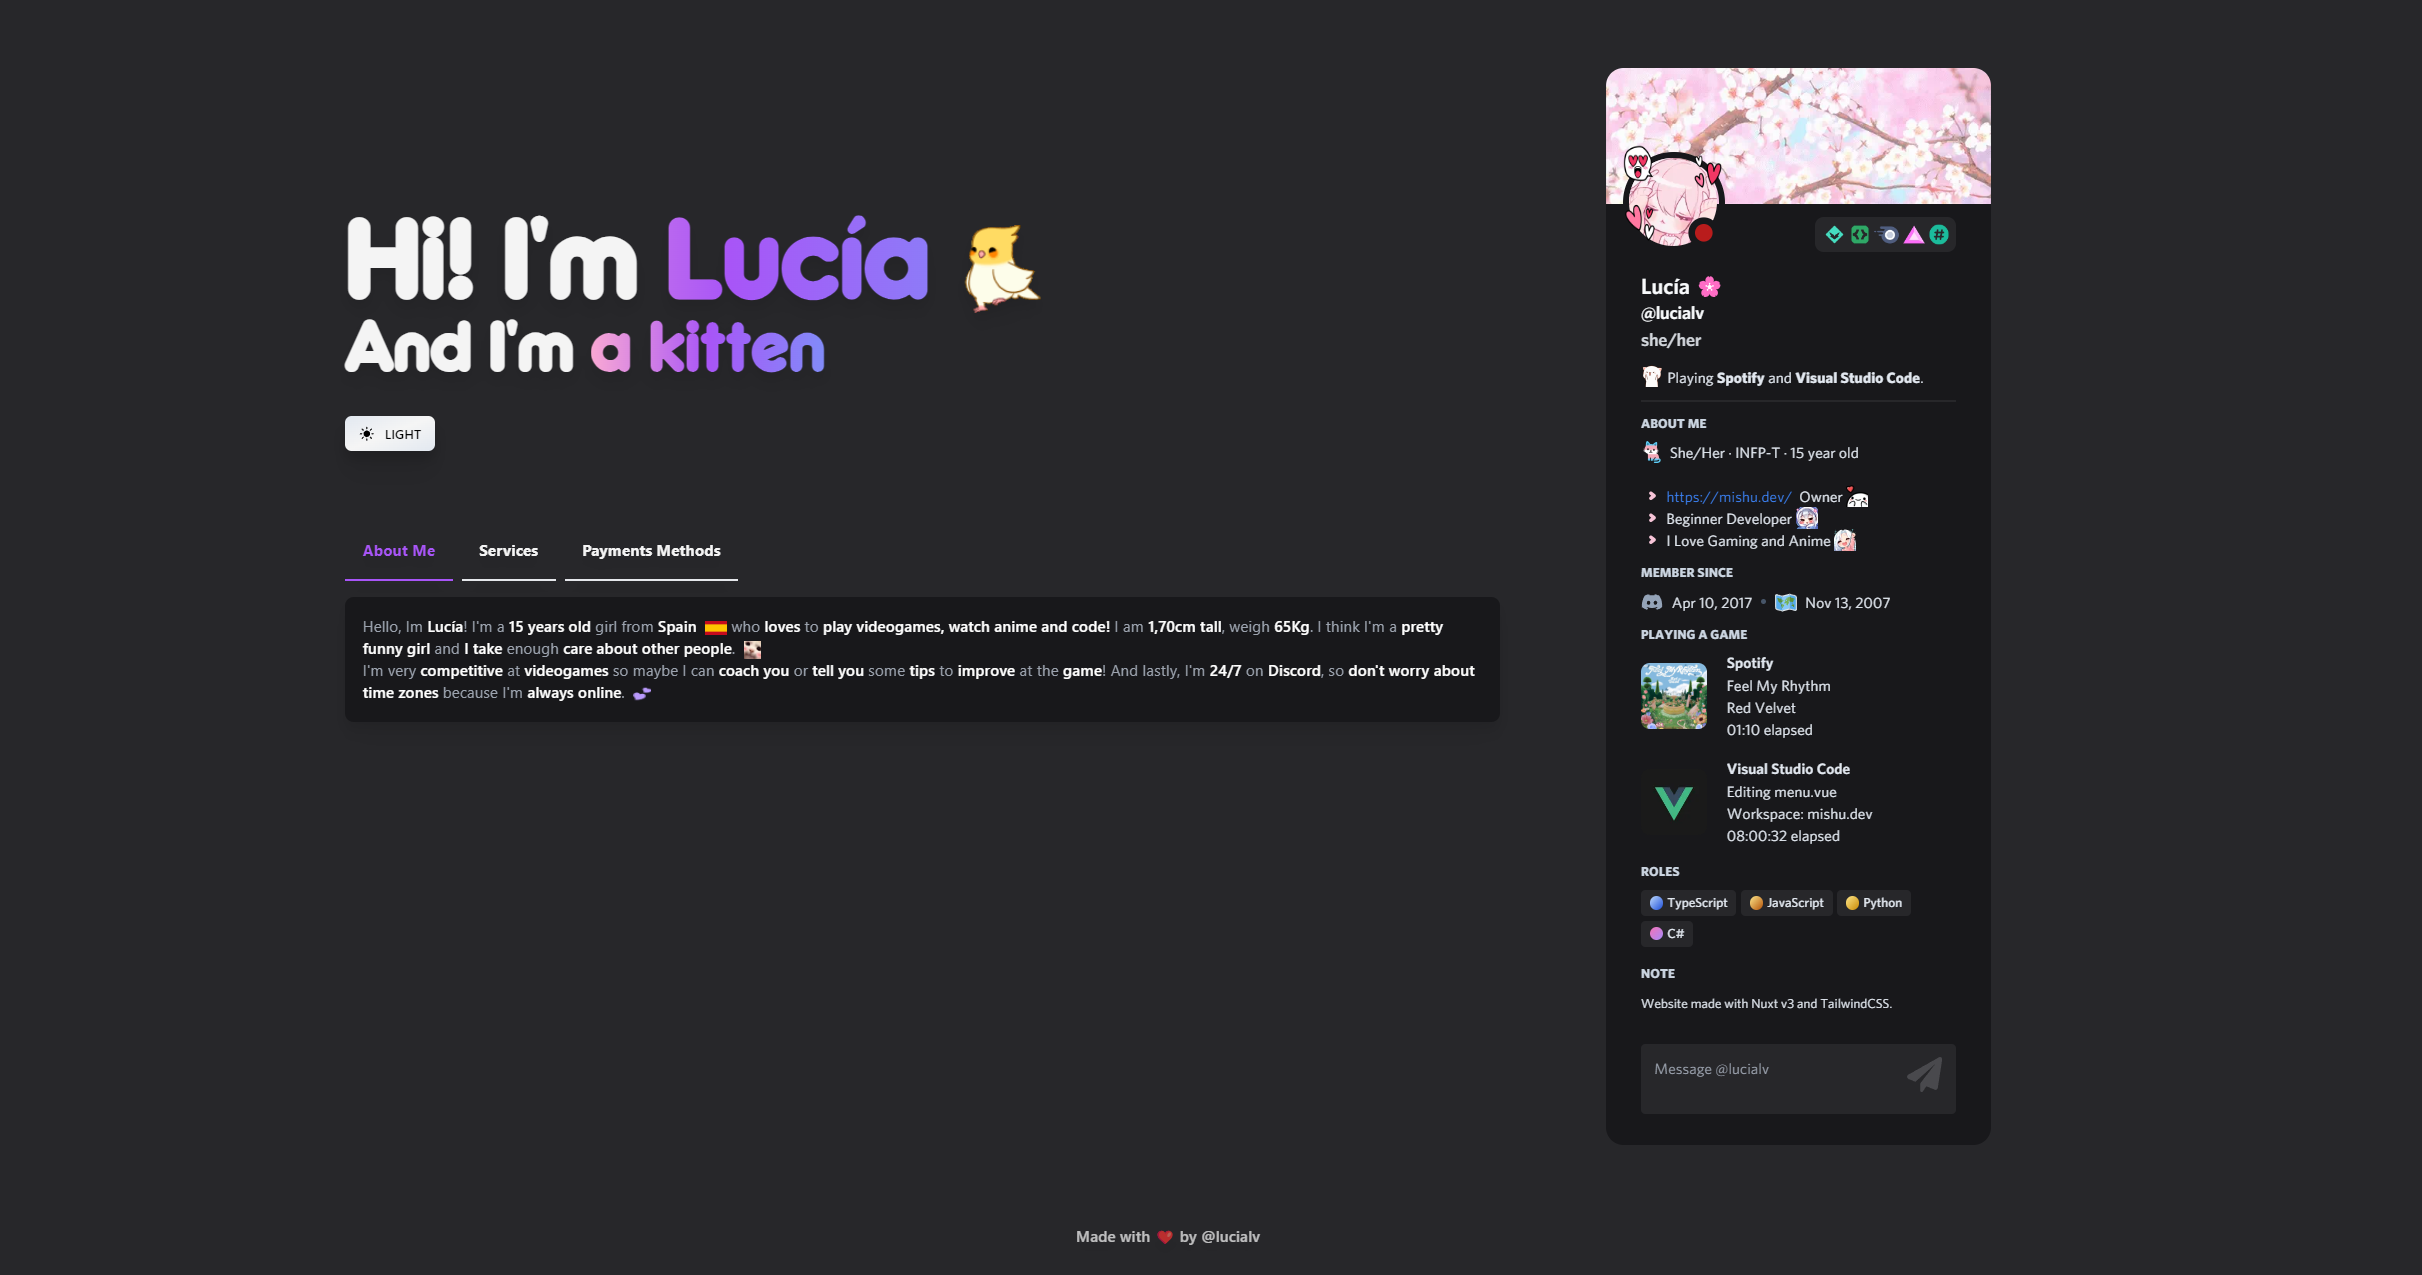 Hi! I'm Lucía
And I'm a kitten
LIGHT
About Me
Services
Payments Methods
Hello, Im Lucía! I'm a 15 years old girl from Spain who loves to play videogames, watch anime and code! I am 1,70cm tall, weigh 65Kg. I think I'm a pretty
funny girl and I take enough care about other people.
I'm very competitive at videogames so maybe I can coach you or tell you some tips to improve at the game! And lastly, I'm 24/7 on Discord, so don't worry about
time zones because I'm always online.
Lucía
@lucialv
she/her
Playing Spotify and Visual Studio Code.
ABOUT ME
She/Her · INFP-T · 15 year old
https://mishu.dev/ Owner
Beginner Developer
I Love Gaming and Anime
MEMBER SINCE
Apr 10, 2017 • Nov 13, 2007
PLAYING A GAME
Spotify
Feel My Rhythm
Red Velvet
01:10 elapsed
Visual Studio Code
Editing menu.vue
Workspace: mishu.dev
08:00:32 elapsed
ROLES
TypeScript JavaScript Python
C#
NOTE
Website made with Nuxt v3 and TailwindCSS.
Message @lucialv
Made with ❤ by @lucialv